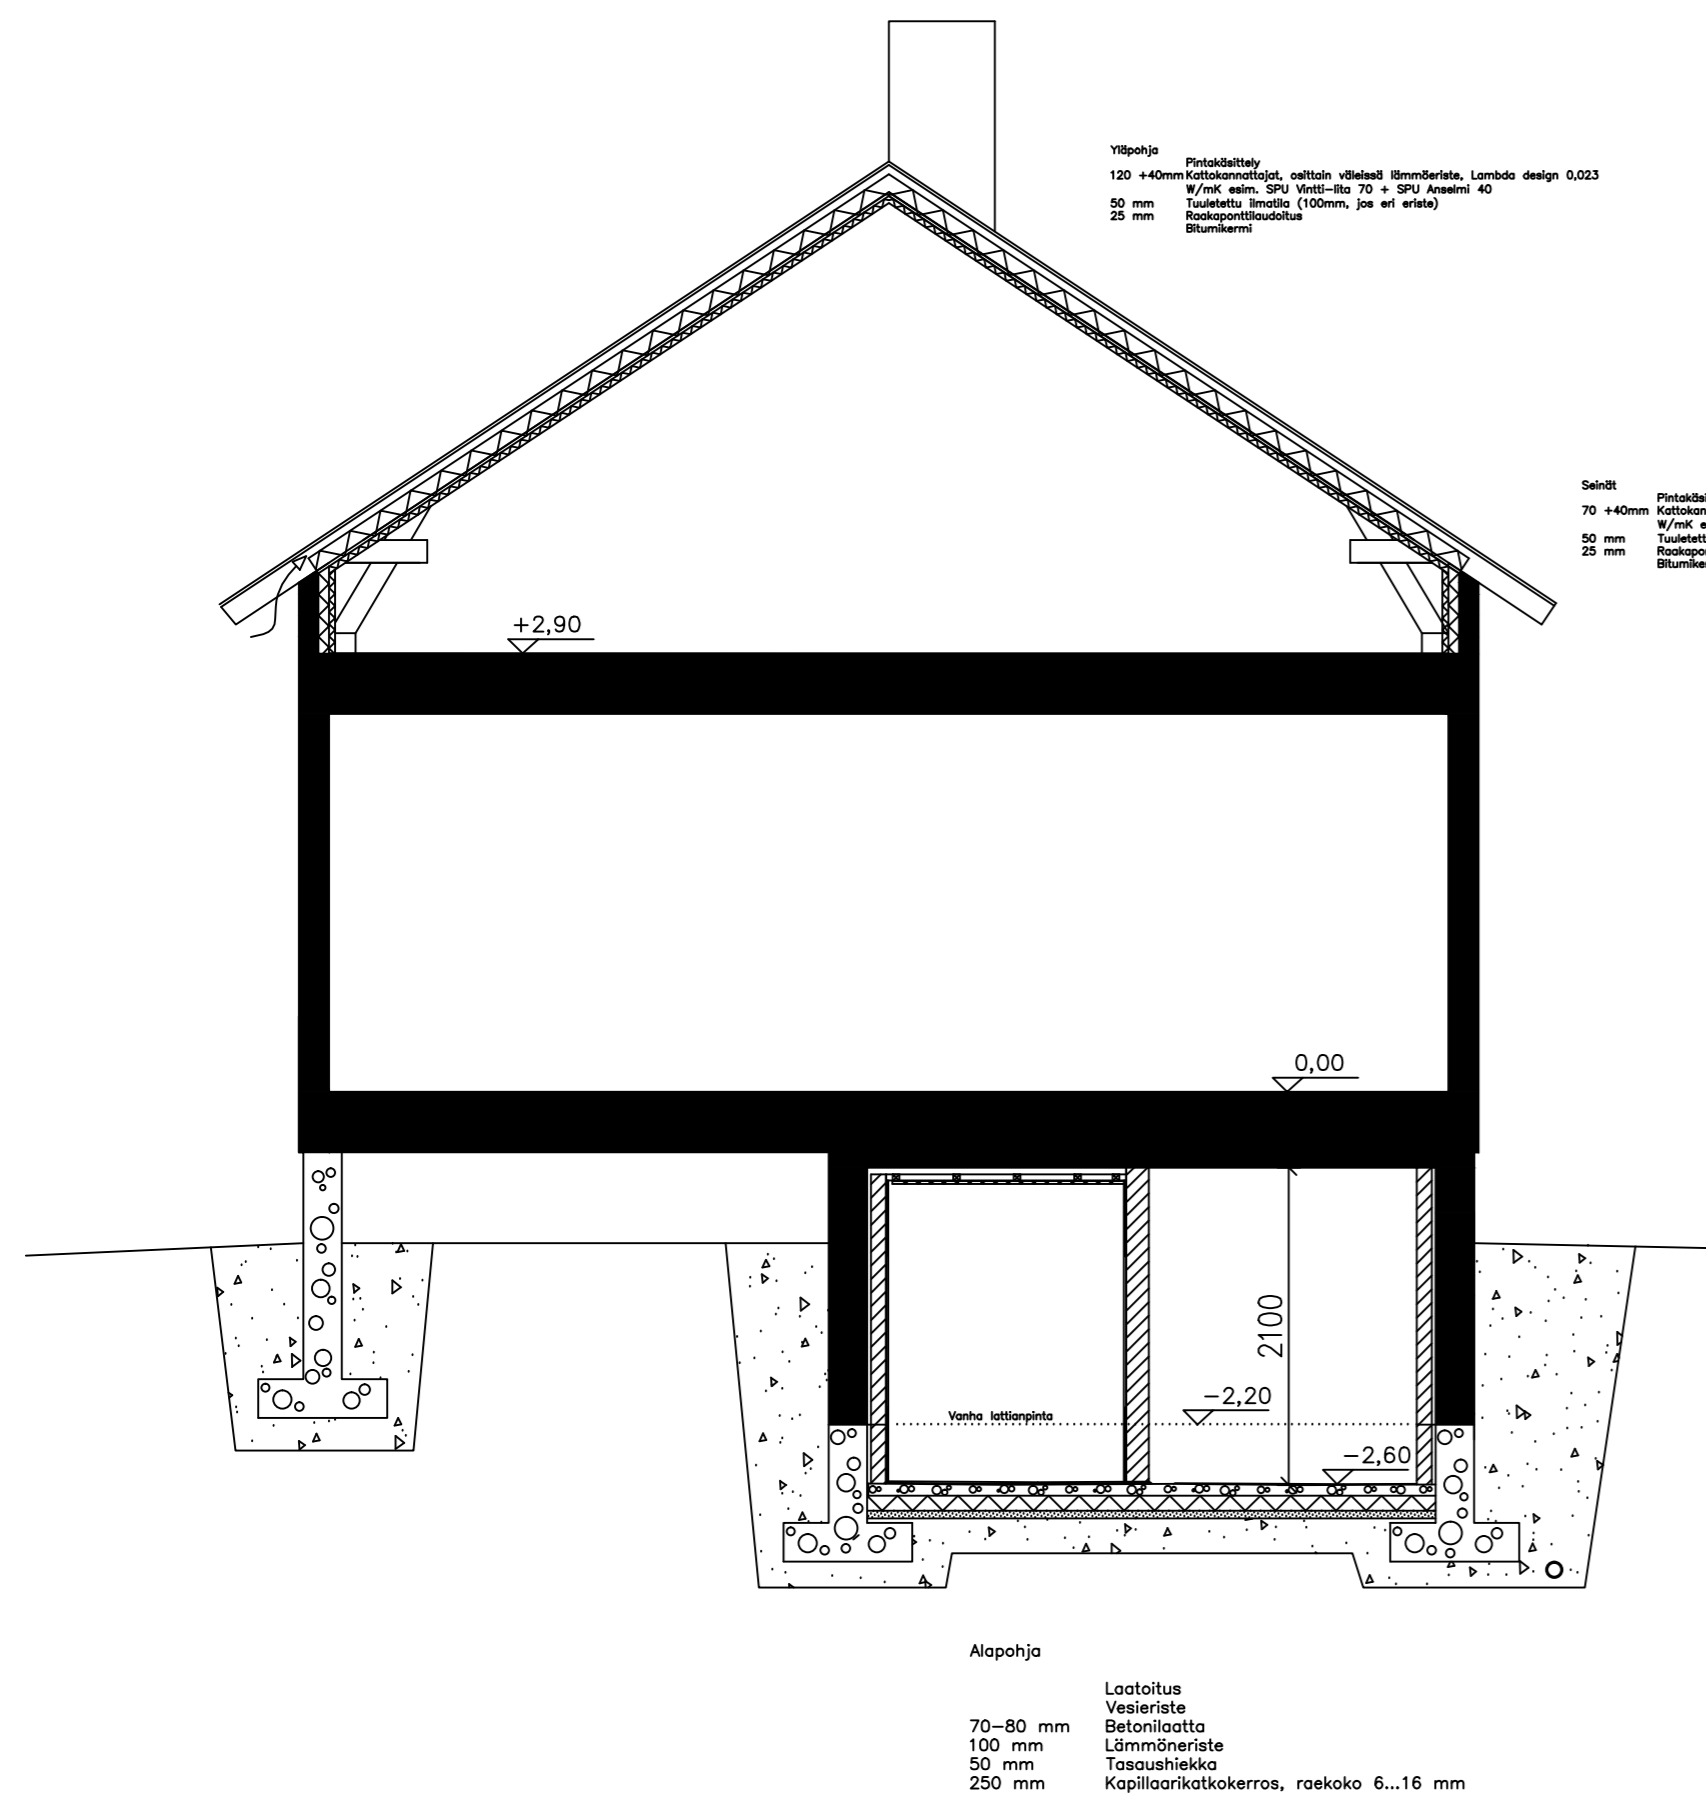 Yläpohja
Pintakäsittely
120 +40mm Kattokannattajat, osittain väleissä lämmöeriste, Lambda design 0,023
W/mK esim. SPU Vintti-lita 70 + SPU Anselmi 40
50 mm Tuuletettu ilmatila (100mm, jos eri eriste)
25 mm Raakaponttilaudoitus
Bitumikermi
Seinät
70 +40mm
W/mK
50 mm
25 mm
+2,90
0,00
2100
-2,20
Vanha lattianpinta
-2,60
Alapohja
Laatoitus
Vesieriste
70-80 mm Betonilaatta
100 mm Lämmöneriste
50 mm Tasaushiekka
250 mm Kapillaarikatkokerros, raekoko 6...16 mm